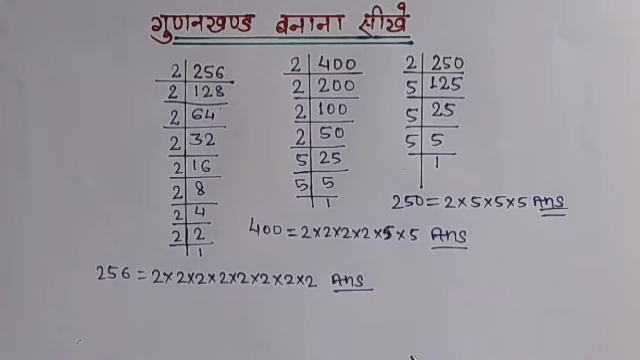 गुणनखण्ड बनाना सीखे
2 | 256
2 | 128
2 | 64
2 | 32
2 | 16
2 | 8
2 | 4
2 | 2
1
2 | 400
2 | 200
2 | 100
2 | 50
5 | 25
5 | 5
1
2 | 250
5 | 125
5 | 25
5 | 5
1
250 = 2×5×5×5 Ans
400 = 2×2×2×2×5×5 Ans
256 = 2×2×2×2×2×2×2×2 Ans